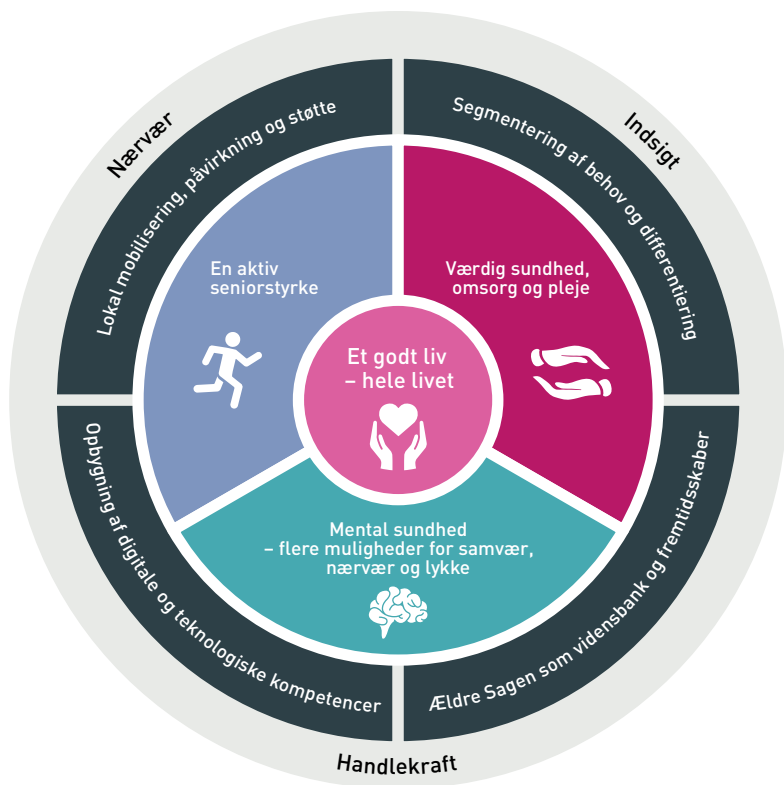 Nærvær
Indsigt
Handlekraft
Lokal mobilisering, påvirkning og støtte
Segmentering af behov og differentiering
Opbygning af digitale og teknologiske kompetencer
Ældre Sagen som vidensbank og fremtidsskaber
En aktiv
seniorstyrke
Værdig sundhed,
omsorg og pleje
Et godt liv
– hele livet
Mental sundhed
– flere muligheder for samvær,
nærvær og lykke